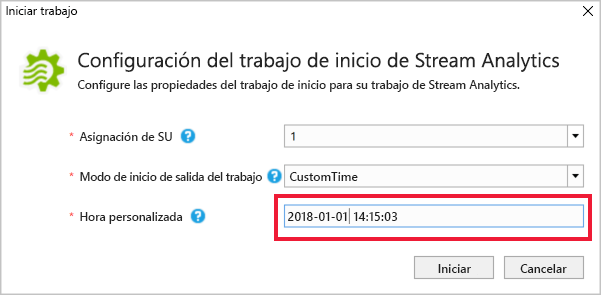 Iniciar trabajo
Configuración del trabajo de inicio de Stream Analytics
Configure las propiedades del trabajo de inicio para su trabajo de Stream Analytics.
* Asignación de SU ? 1
* Modo de inicio de salida del trabajo ? CustomTime
* Hora personalizada ? 2018-01-01 14:15:03
Iniciar Cancelar